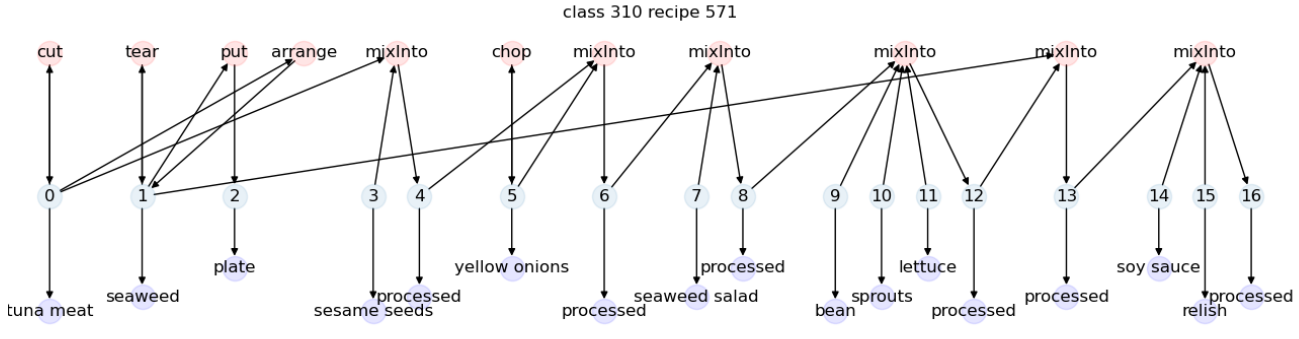 class 310 recipe 571
cut tear put arrange mixInto chop mixInto mixInto mixInto mixInto mixInto
0 1 2 3 4 5 6 7 8 9 10 11 12 13 14 15 16
plate yellow onions processed lettuce soy sauce
seaweed processed seaweed salad sprouts processed processed
tuna meat sesame seeds processed bean processed relish